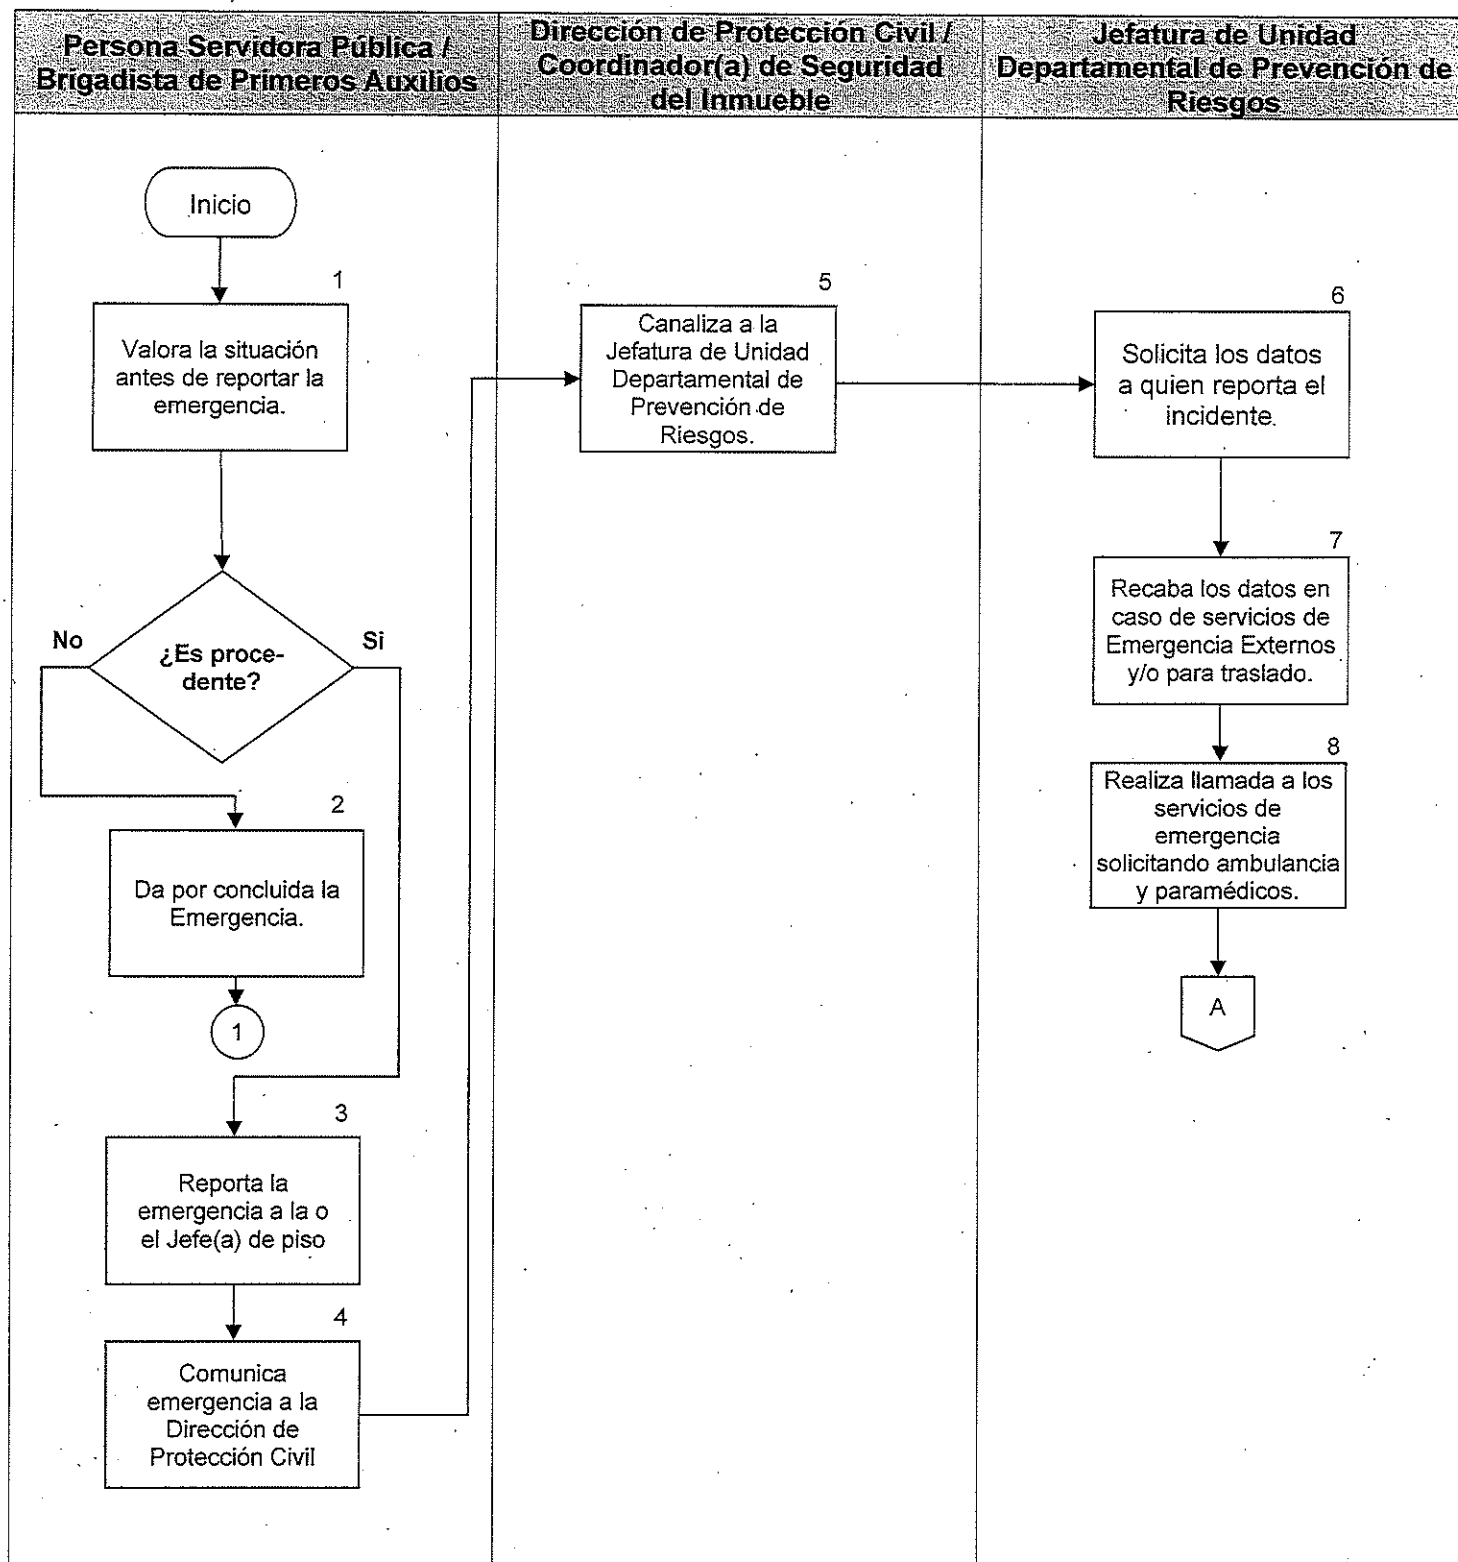 Persona Servidora Pública /
Brigadista de Primeros Auxilios
Dirección de Protección Civil /
Coordinador(a) de Seguridad
del Inmueble
Jefatura de Unidad
Departamental de Prevención de
Riesgos
Inicio
1
Valora la situación
antes de reportar la
emergencia.
No
¿Es proce-
dente?
Si
2
Da por concluida la
Emergencia.
1
3
Reporta la
emergencia a la o
el Jefe(a) de piso
4
Comunica
emergencia a la
Dirección de
Protección Civil
5
Canaliza a la
Jefatura de Unidad
Departamental de
Prevención de
Riesgos.
6
Solicita los datos
a quien reporta el
incidente.
7
Recaba los datos en
caso de servicios de
Emergencia Externos
y/o para traslado.
8
Realiza llamada a los
servicios de
emergencia
solicitando ambulancia
y paramédicos.
A